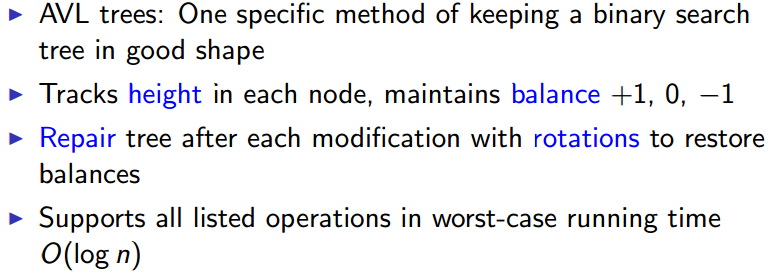 ▶ AVL trees: One specific method of keeping a binary search
tree in good shape
▶ Tracks height in each node, maintains balance +1, 0, −1
▶ Repair tree after each modification with rotations to restore
balances
▶ Supports all listed operations in worst-case running time
O(log n)